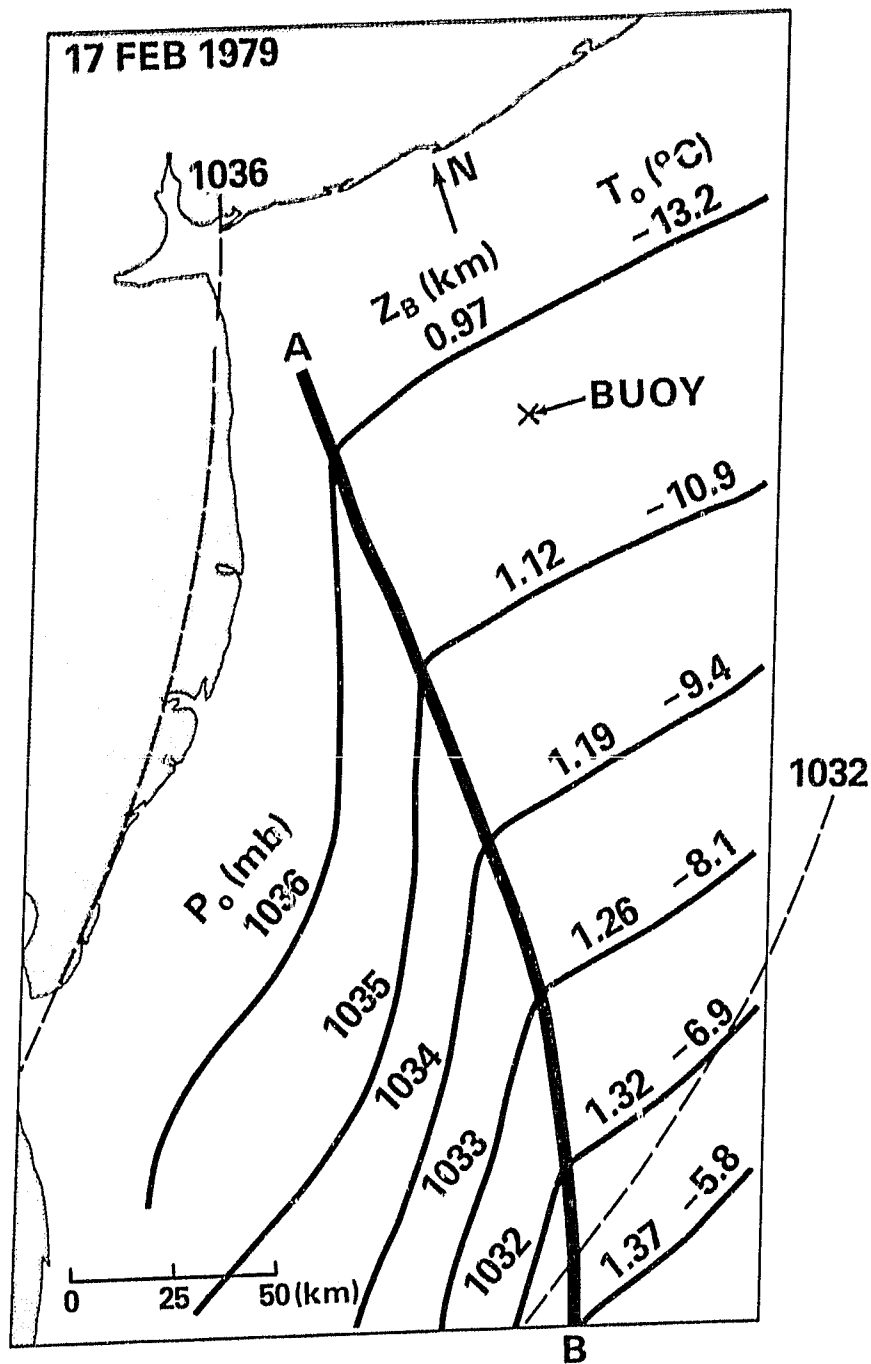 17 FEB 1979
1036
N
T₀ (°C)
-13.2
Z_B (km)
0.97
A
BUOY
-10.9
1.12
-9.4
1.19
1032
P₀ (mb)
1036
-8.1
1.26
1035
1034
-6.9
1.32
1033
-5.8
1.37
1032
0 25 50 (km)
B